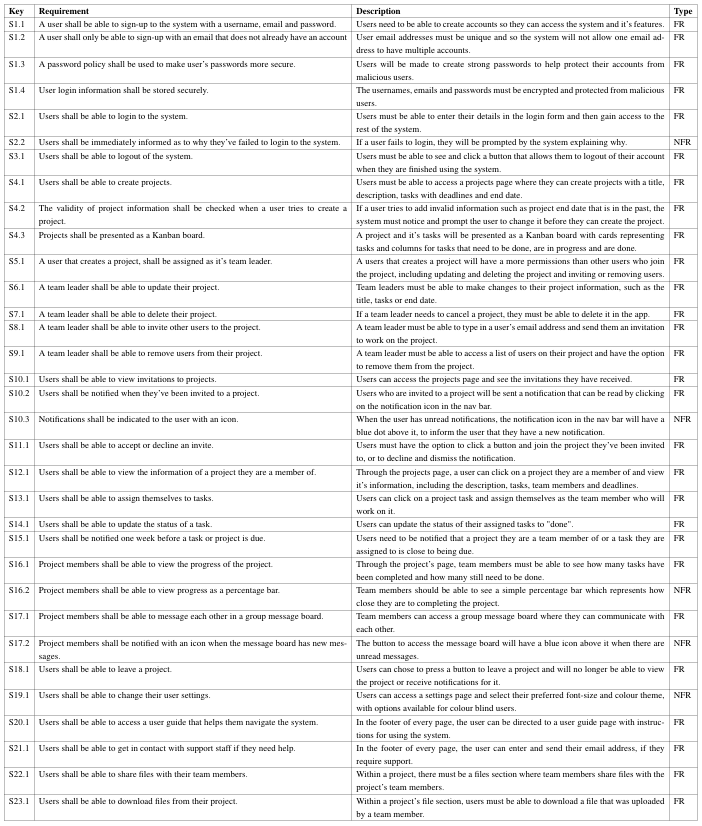 Key Requirement Description Type
S1.1 A user shall be able to sign-up to the system with a username, email and password. Users need to be able to create accounts so they can access the system and it's features. FR
S1.2 A user shall only be able to sign-up with an email that does not already have an account User email addresses must be unique and so the system will not allow one email ad- FR
dress to have multiple accounts.
S1.3 A password policy shall be used to make user's passwords more secure. Users will be made to create strong passwords to help protect their accounts from FR
malicious users.
S1.4 User login information shall be stored securely. The usernames, emails and passwords must be encrypted and protected from malicious FR
users.
S2.1 Users shall be able to login to the system. Users must be able to enter their details in the login form and then gain access to the FR
rest of the system.
S2.2 Users shall be immediately informed as to why they've failed to login to the system. If a user fails to login, they will be prompted by the system explaining why. NFR
S3.1 Users shall be able to logout of the system. Users must be able to see and click a button that allows them to logout of their account FR
when they are finished using the system.
S4.1 Users shall be able to create projects. Users must be able to access a projects page where they can create projects with a title, FR
description, tasks with deadlines and end date.
S4.2 The validity of project information shall be checked when a user tries to create a If a user tries to add invalid information such as project end date that is in the past, the FR
project. system must notice and prompt the user to change it before they can create the project.
S4.3 Projects shall be presented as a Kanban board. A project and it's tasks will be presented as a Kanban board with cards representing FR
tasks and columns for tasks that need to be done, are in progress and are done.
S5.1 A user that creates a project, shall be assigned as it's team leader. A users that creates a project will have a more permissions than other users who join FR
the project, including updating and deleting the project and inviting or removing users.
S6.1 A team leader shall be able to update their project. Team leaders must be able to make changes to their project information, such as the FR
title, tasks or end date.
S7.1 A team leader shall be able to delete their project. If a team leader needs to cancel a project, they must be able to delete it in the app. FR
S8.1 A team leader shall be able to invite other users to the project. A team leader must be able to type in a user's email address and send them an invitation FR
to work on the project.
S9.1 A team leader shall be able to remove users from their project. A team leader must be able to access a list of users on their project and have the option FR
to remove them from the project.
S10.1 Users shall be able to view invitations to projects. Users can access the projects page and see the invitations they have received. FR
S10.2 Users shall be notified when they've been invited to a project. Users who are invited to a project will be sent a notification that can be read by clicking FR
on the notification icon in the nav bar.
S10.3 Notifications shall be indicated to the user with an icon. When the user has unread notifications, the notification icon in the nav bar will have a NFR
blue dot above it, to inform the user that they have a new notification.
S11.1 Users shall be able to accept or decline an invite. Users must have the option to click a button and join the project they've been invited FR
to, or to decline and dismiss the notification.
S12.1 Users shall be able to view the information of a project they are a member of. Through the projects page, a user can click on a project they are a member of and view FR
it's information, including the description, tasks, team members and deadlines.
S13.1 Users shall be able to assign themselves to tasks. Users can click on a project task and assign themselves as the team member who will FR
work on it.
S14.1 Users shall be able to update the status of a task. Users can update the status of their assigned tasks to "done". FR
S15.1 Users shall be notified one week before a task or project is due. Users need to be notified that a project they are a team member of or a task they are FR
assigned to is close to being due.
S16.1 Project members shall be able to view the progress of the project. Through the project's page, team members must be able to see how many tasks have FR
been completed and how many still need to be done.
S16.2 Project members shall be able to view progress as a percentage bar. Team members should be able to see a simple percentage bar which represents how NFR
close they are to completing the project.
S17.1 Project members shall be able to message each other in a group message board. Team members can access a group message board where they can communicate with FR
each other.
S17.2 Project members shall be notified with an icon when the message board has new mes- The button to access the message board will have a blue icon above it when there are NFR
sages. unread messages.
S18.1 Users shall be able to leave a project. Users can chose to press a button to leave a project and will no longer be able to view FR
the project or receive notifications for it.
S19.1 Users shall be able to change their user settings. Users can access a settings page and select their preferred font-size and colour theme, NFR
with options available for colour blind users.
S20.1 Users shall be able to access a user guide that helps them navigate the system. In the footer of every page, the user can be directed to a user guide page with instruc- FR
tions for using the system.
S21.1 Users shall be able to get in contact with support staff if they need help. In the footer of every page, the user can enter and send their email address, if they FR
require support.
S22.1 Users shall be able to share files with their team members. Within a project, there must be a files section where team members share files with the FR
project's team members.
S23.1 Users shall be able to download files from their project. Within a project's file section, users must be able to download a file that was uploaded FR
by a team member.